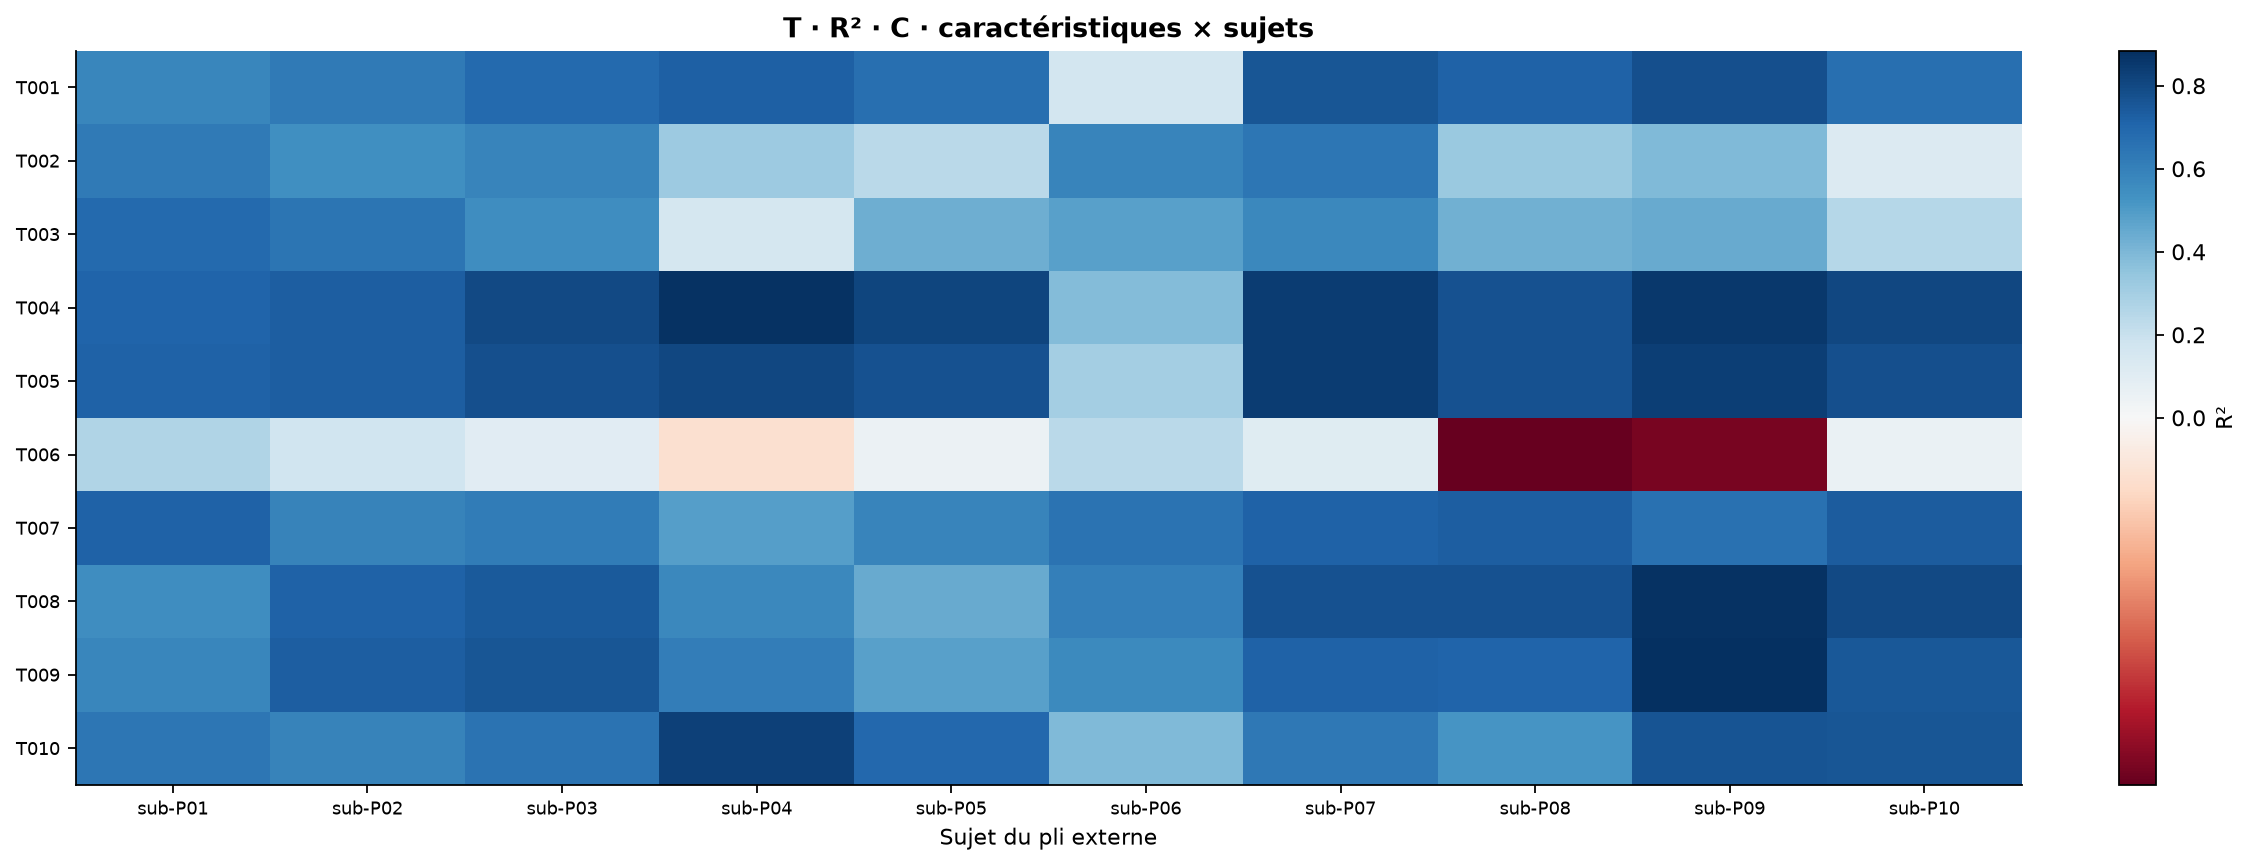 T · R² · C · caractéristiques × sujets
T001
T002
T003
T004
T005
T006
T007
T008
T009
T010
sub-P01 sub-P02 sub-P03 sub-P04 sub-P05 sub-P06 sub-P07 sub-P08 sub-P09 sub-P10
Sujet du pli externe
0.8
0.6
0.4
0.2
0.0
R²